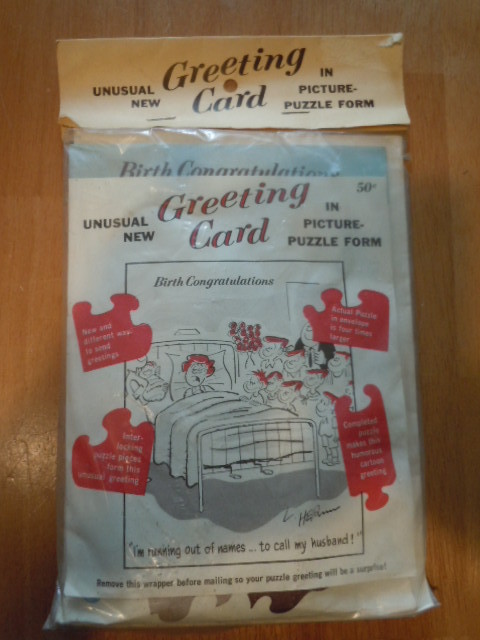 UNUSUAL NEW Greeting Card IN PICTURE-PUZZLE FORM
Birth Congratulations
50¢
UNUSUAL NEW Greeting Card IN PICTURE-PUZZLE FORM
Birth Congratulations
New and different way to send greetings
Actual Puzzle in envelope is four times larger
Inter-locking puzzle pieces form this unusual greeting
Completed puzzle makes this humorous cartoon greeting
"I'm running out of names ... to call my husband!"
Remove this wrapper before mailing so your puzzle greeting will be a surprise!